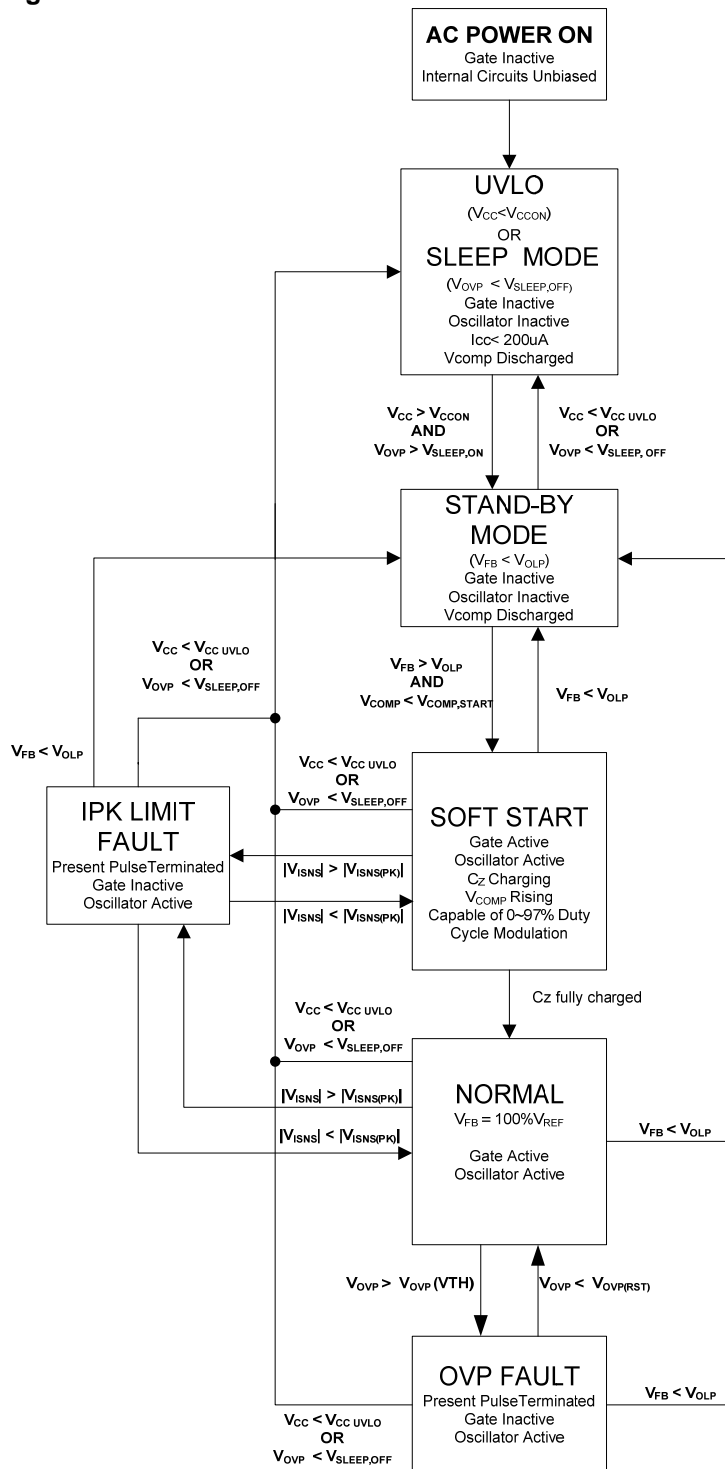 g
AC POWER ON
Gate Inactive
Internal Circuits Unbiased
UVLO
(VCC<VCCON)
OR
SLEEP MODE
(VOVP < VSLEEP,OFF)
Gate Inactive
Oscillator Inactive
Icc< 200uA
Vcomp Discharged
VCC > VCCON
AND
VOVP > VSLEEP,ON
VCC < VCC UVLO
OR
VOVP < VSLEEP, OFF
STAND-BY
MODE
(VFB < VOLP)
Gate Inactive
Oscillator Inactive
Vcomp Discharged
VCC < VCC UVLO
OR
VOVP < VSLEEP,OFF
VFB > VOLP
AND
VCOMP < VCOMP,START
VFB < VOLP
VFB < VOLP
VCC < VCC UVLO
OR
VOVP < VSLEEP,OFF
IPK LIMIT
FAULT
Present PulseTerminated
Gate Inactive
Oscillator Active
|VISNS| > |VISNS(PK)|
|VISNS| < |VISNS(PK)|
SOFT START
Gate Active
Oscillator Active
CZ Charging
VCOMP Rising
Capable of 0~97% Duty
Cycle Modulation
Cz fully charged
VCC < VCC UVLO
OR
VOVP < VSLEEP,OFF
|VISNS| > |VISNS(PK)|
|VISNS| < |VISNS(PK)|
NORMAL
VFB = 100%VREF
Gate Active
Oscillator Active
VFB < VOLP
VOVP > VOVP (VTH)
VOVP < VOVP(RST)
OVP FAULT
Present PulseTerminated
Gate Inactive
Oscillator Active
VFB < VOLP
VCC < VCC UVLO
OR
VOVP < VSLEEP,OFF